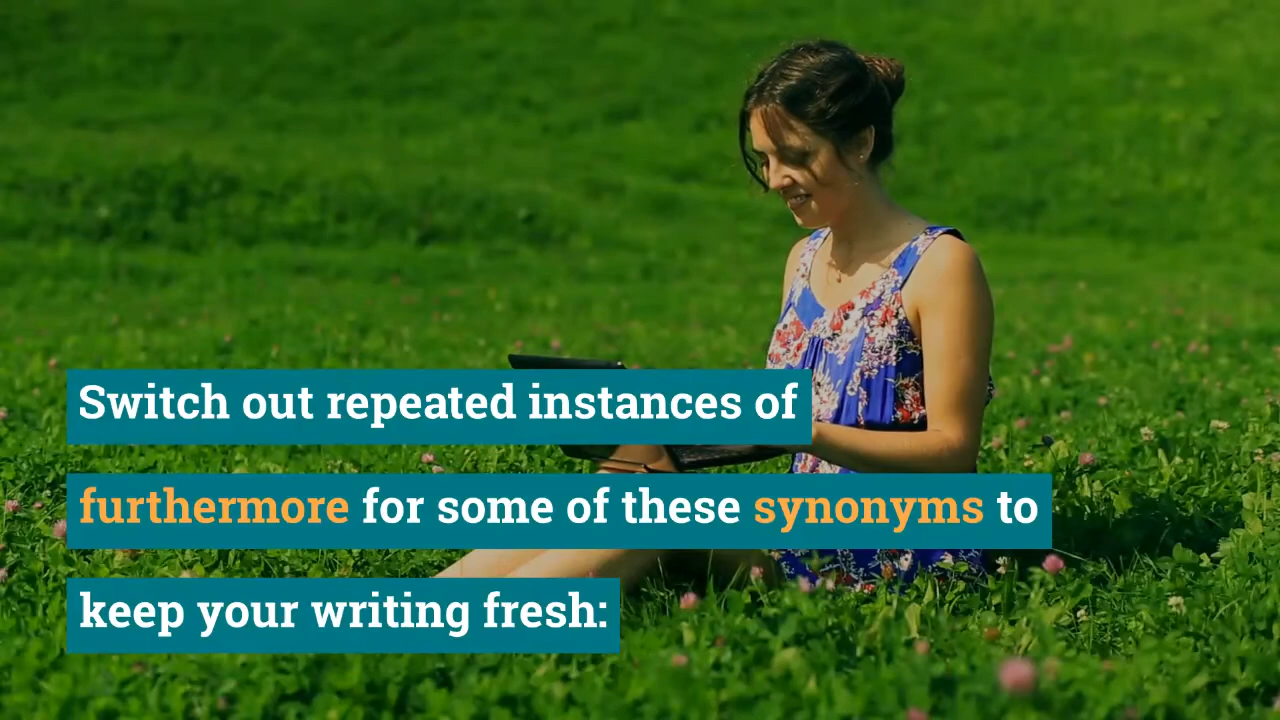 Switch out repeated instances of
furthermore for some of these synonyms to
keep your writing fresh: